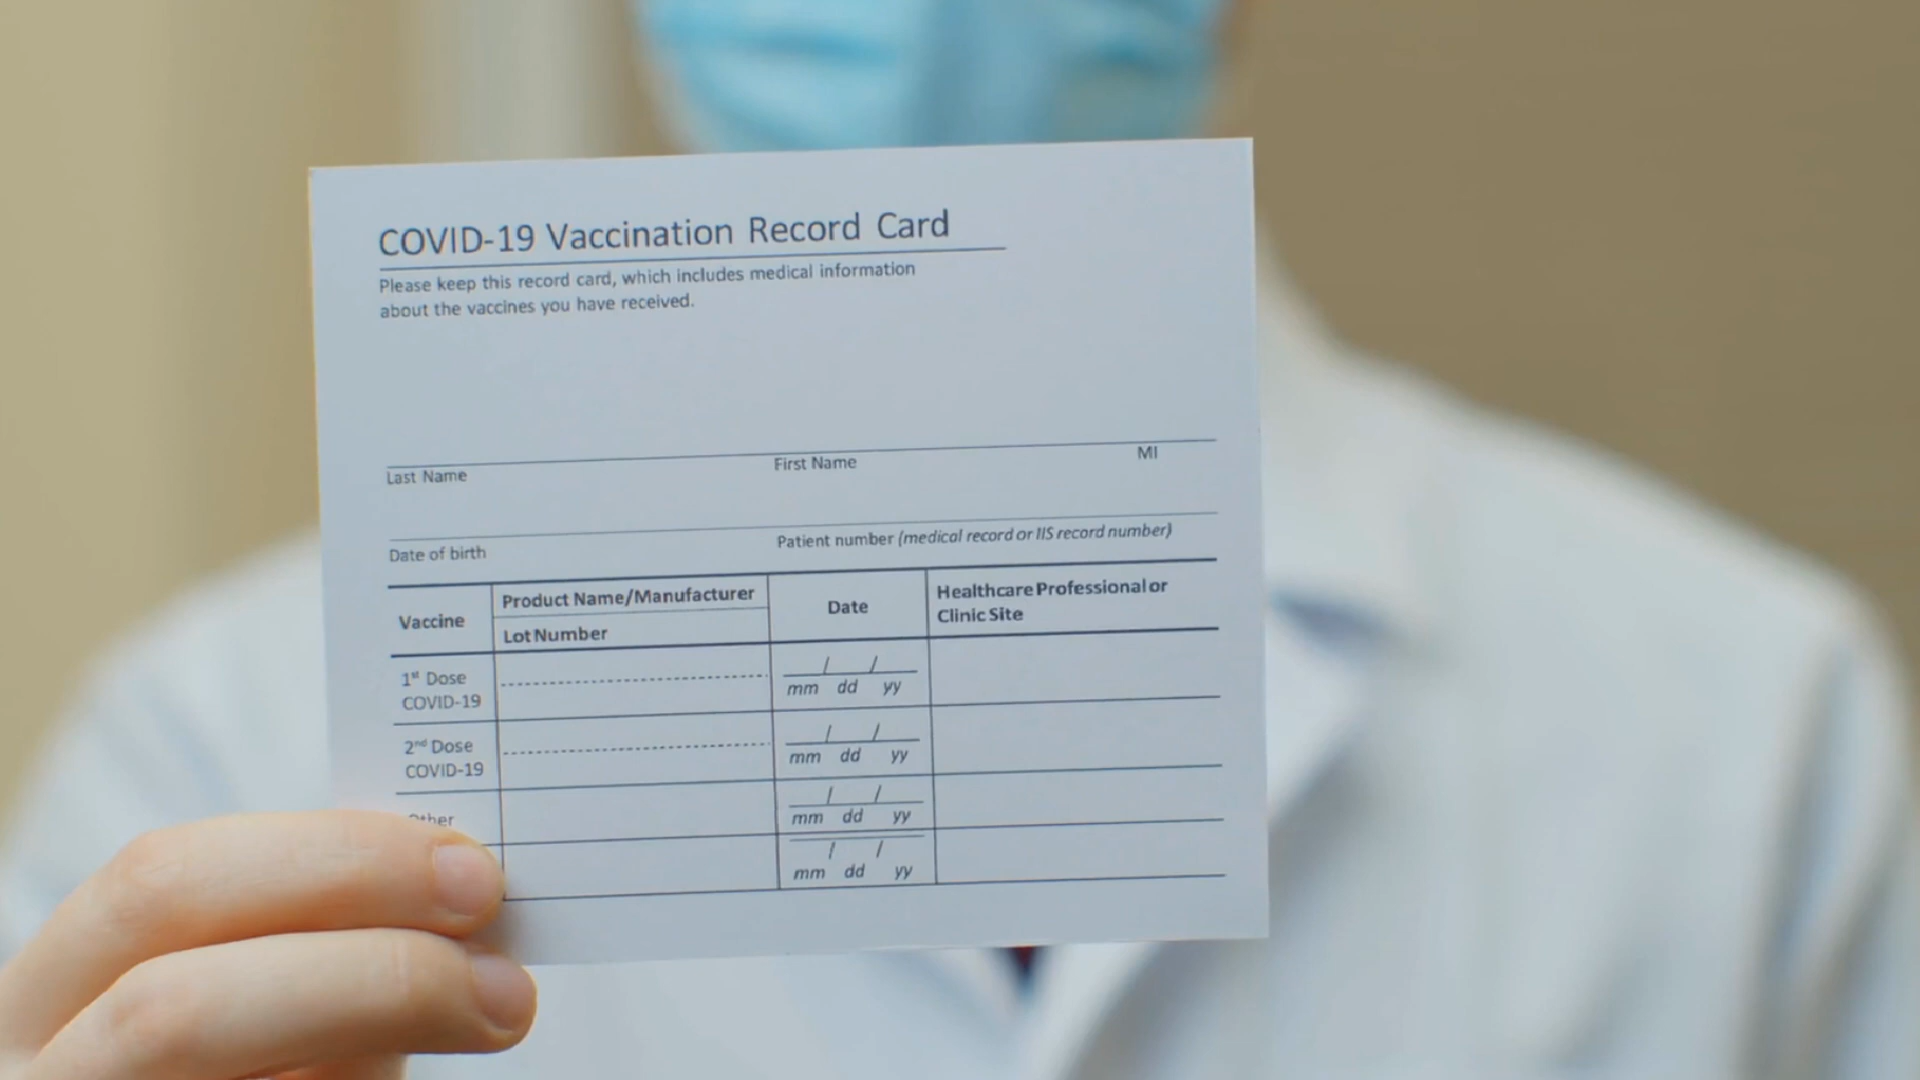 COVID-19 Vaccination Record Card
Please keep this record card, which includes medical information
about the vaccines you have received.
Last Name First Name MI
Date of birth Patient number (medical record or IIS record number)
Vaccine Product Name/Manufacturer Date Healthcare Professional or
Lot Number Clinic Site
1st Dose
COVID-19
/ /
mm dd yy
2nd Dose
COVID-19
/ /
mm dd yy
/ /
mm dd yy
/ /
mm dd yy